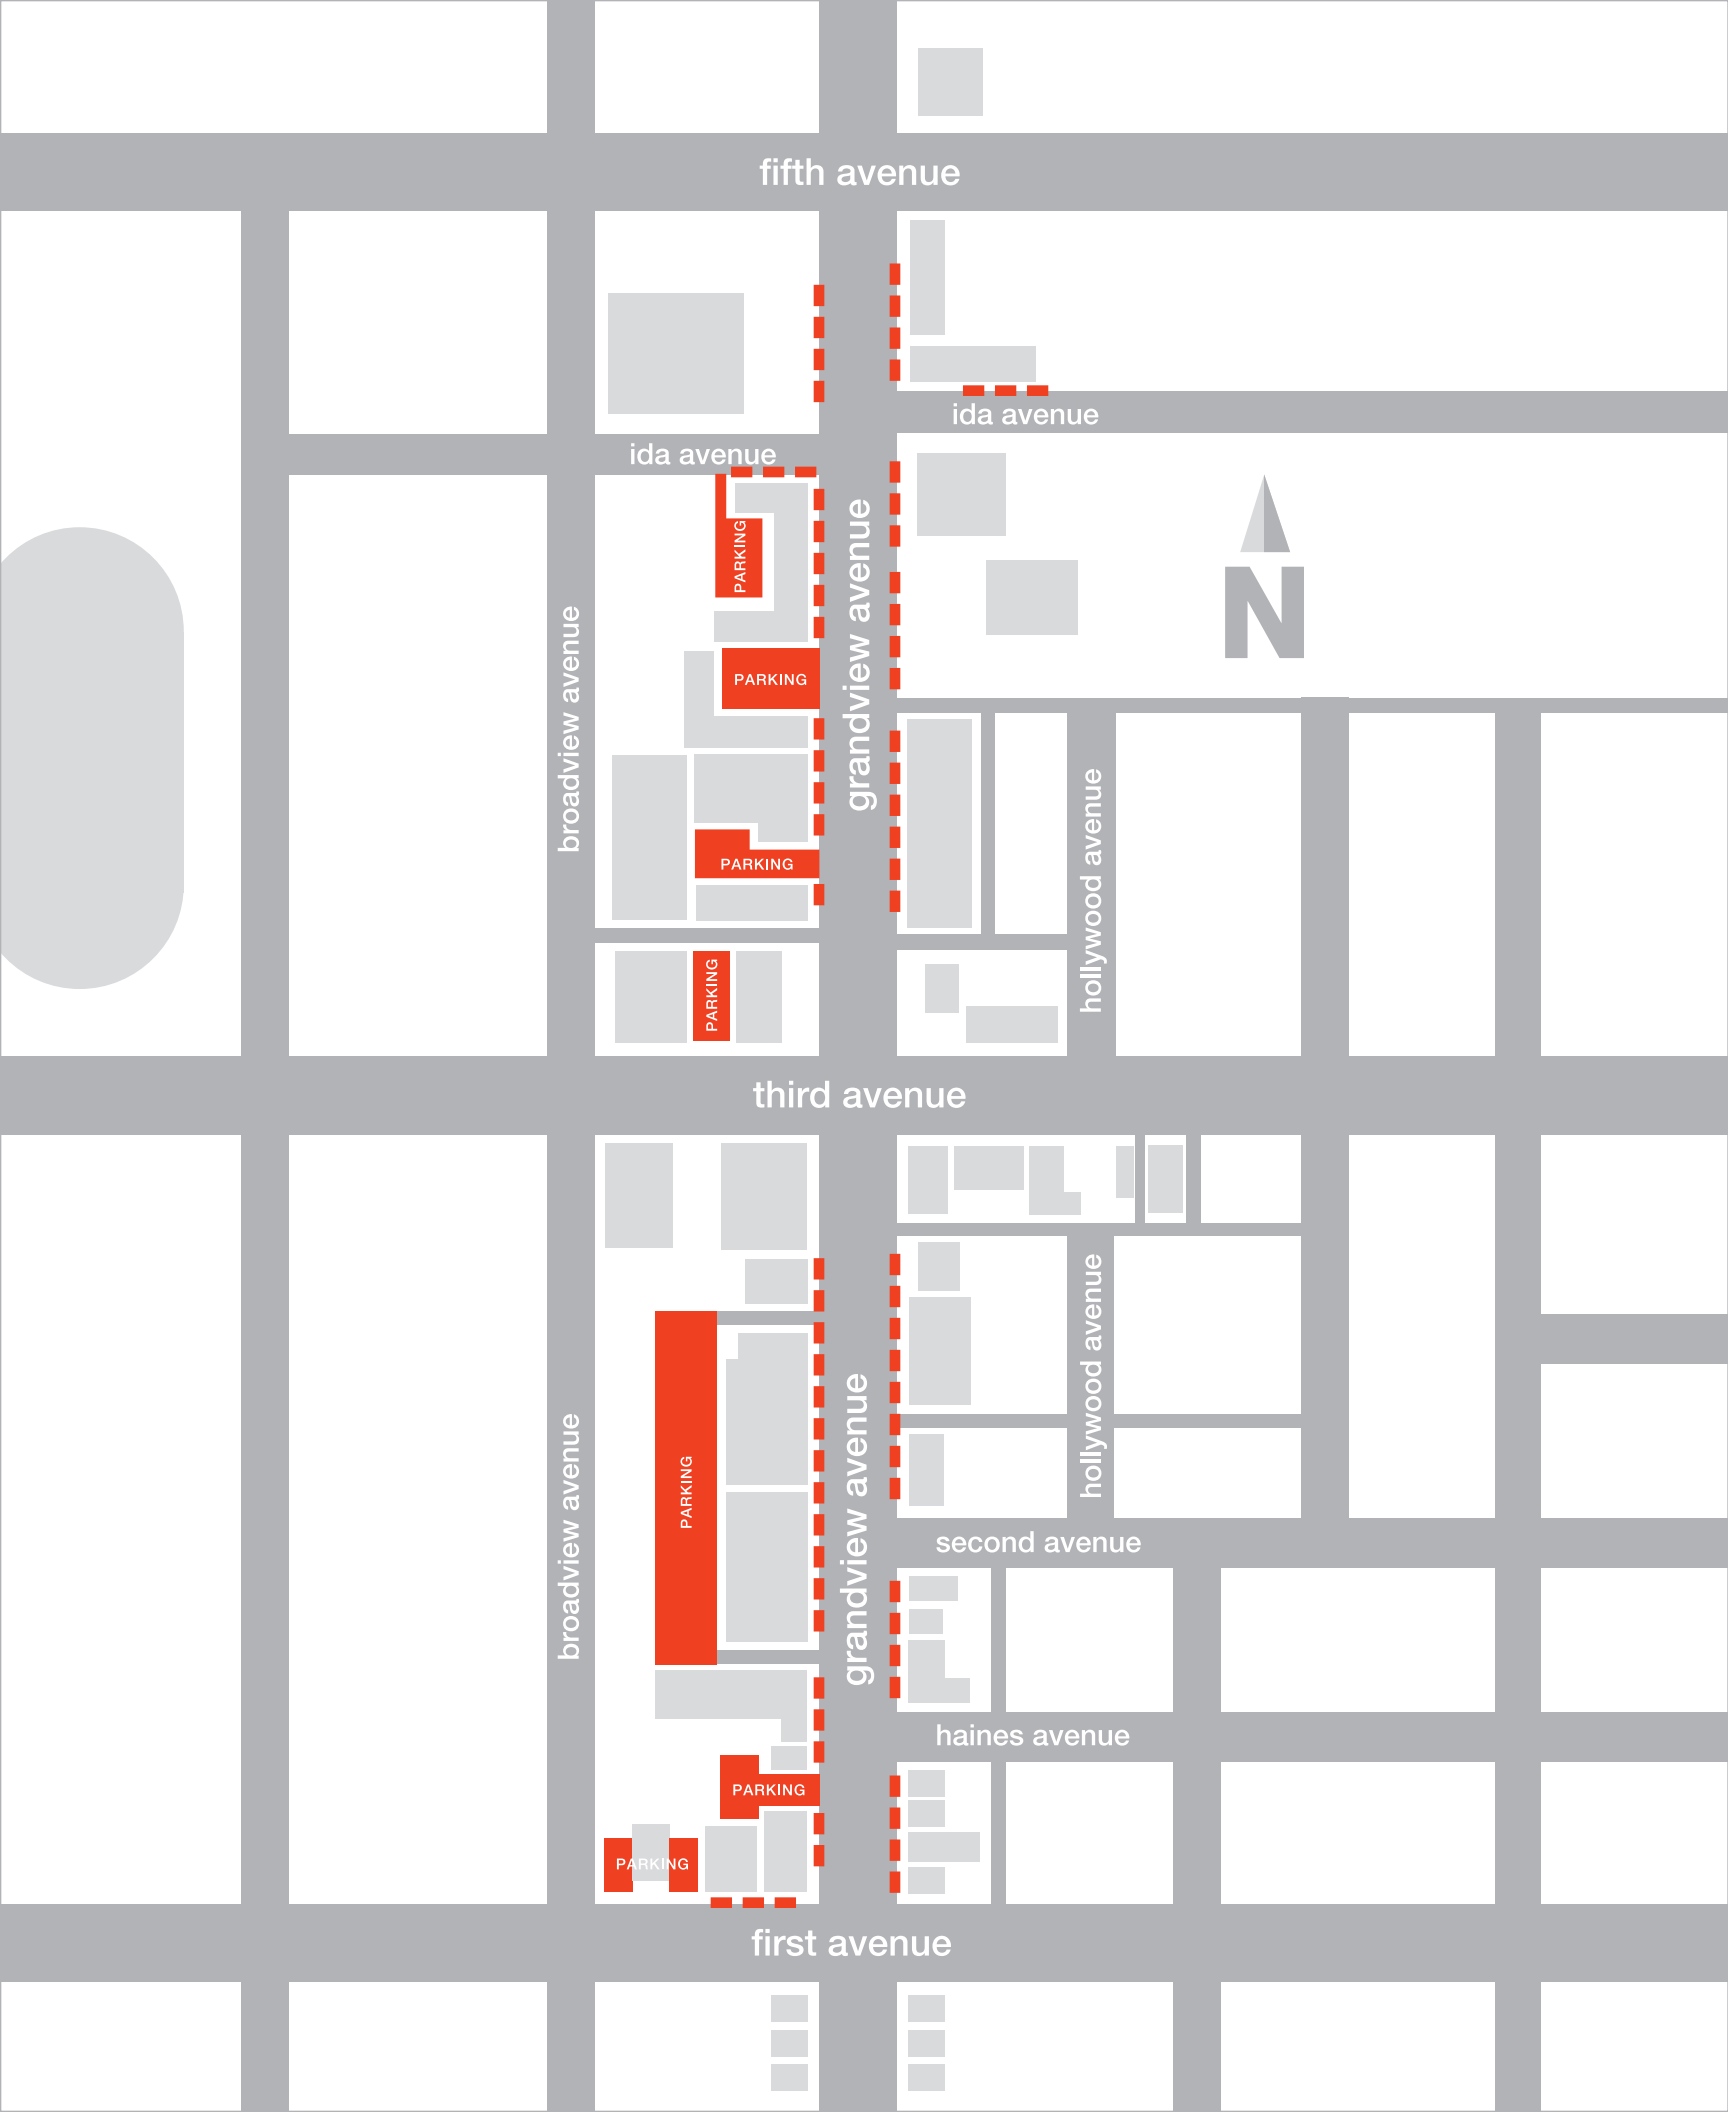 fifth avenue
ida avenue
ida avenue
PARKING
grandview avenue
N
broadview avenue
PARKING
hollywood avenue
PARKING
PARKING
third avenue
hollywood avenue
grandview avenue
broadview avenue
PARKING
second avenue
haines avenue
PARKING
PARKING
first avenue